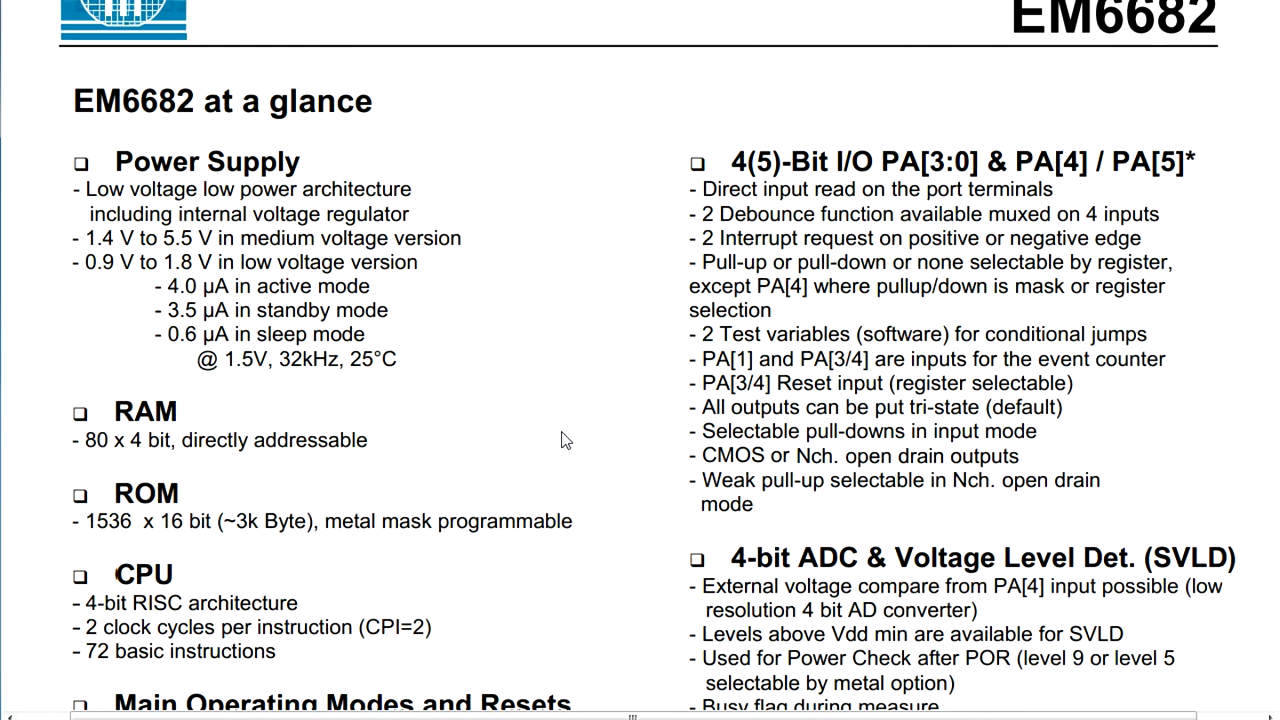 EM6682
EM6682 at a glance
❑ Power Supply
- Low voltage low power architecture
including internal voltage regulator
- 1.4 V to 5.5 V in medium voltage version
- 0.9 V to 1.8 V in low voltage version
- 4.0 µA in active mode
- 3.5 µA in standby mode
- 0.6 µA in sleep mode
@ 1.5V, 32kHz, 25°C
❑ RAM
- 80 x 4 bit, directly addressable
❑ ROM
- 1536 x 16 bit (~3k Byte), metal mask programmable
❑ CPU
- 4-bit RISC architecture
- 2 clock cycles per instruction (CPI=2)
- 72 basic instructions
❑ Main Operating Modes and Resets
❑ 4(5)-Bit I/O PA[3:0] & PA[4] / PA[5]*
- Direct input read on the port terminals
- 2 Debounce function available muxed on 4 inputs
- 2 Interrupt request on positive or negative edge
- Pull-up or pull-down or none selectable by register,
except PA[4] where pullup/down is mask or register
selection
- 2 Test variables (software) for conditional jumps
- PA[1] and PA[3/4] are inputs for the event counter
- PA[3/4] Reset input (register selectable)
- All outputs can be put tri-state (default)
- Selectable pull-downs in input mode
- CMOS or Nch. open drain outputs
- Weak pull-up selectable in Nch. open drain
mode
❑ 4-bit ADC & Voltage Level Det. (SVLD)
- External voltage compare from PA[4] input possible (low
resolution 4 bit AD converter)
- Levels above Vdd min are available for SVLD
- Used for Power Check after POR (level 9 or level 5
selectable by metal option)
- Busy flag during measure